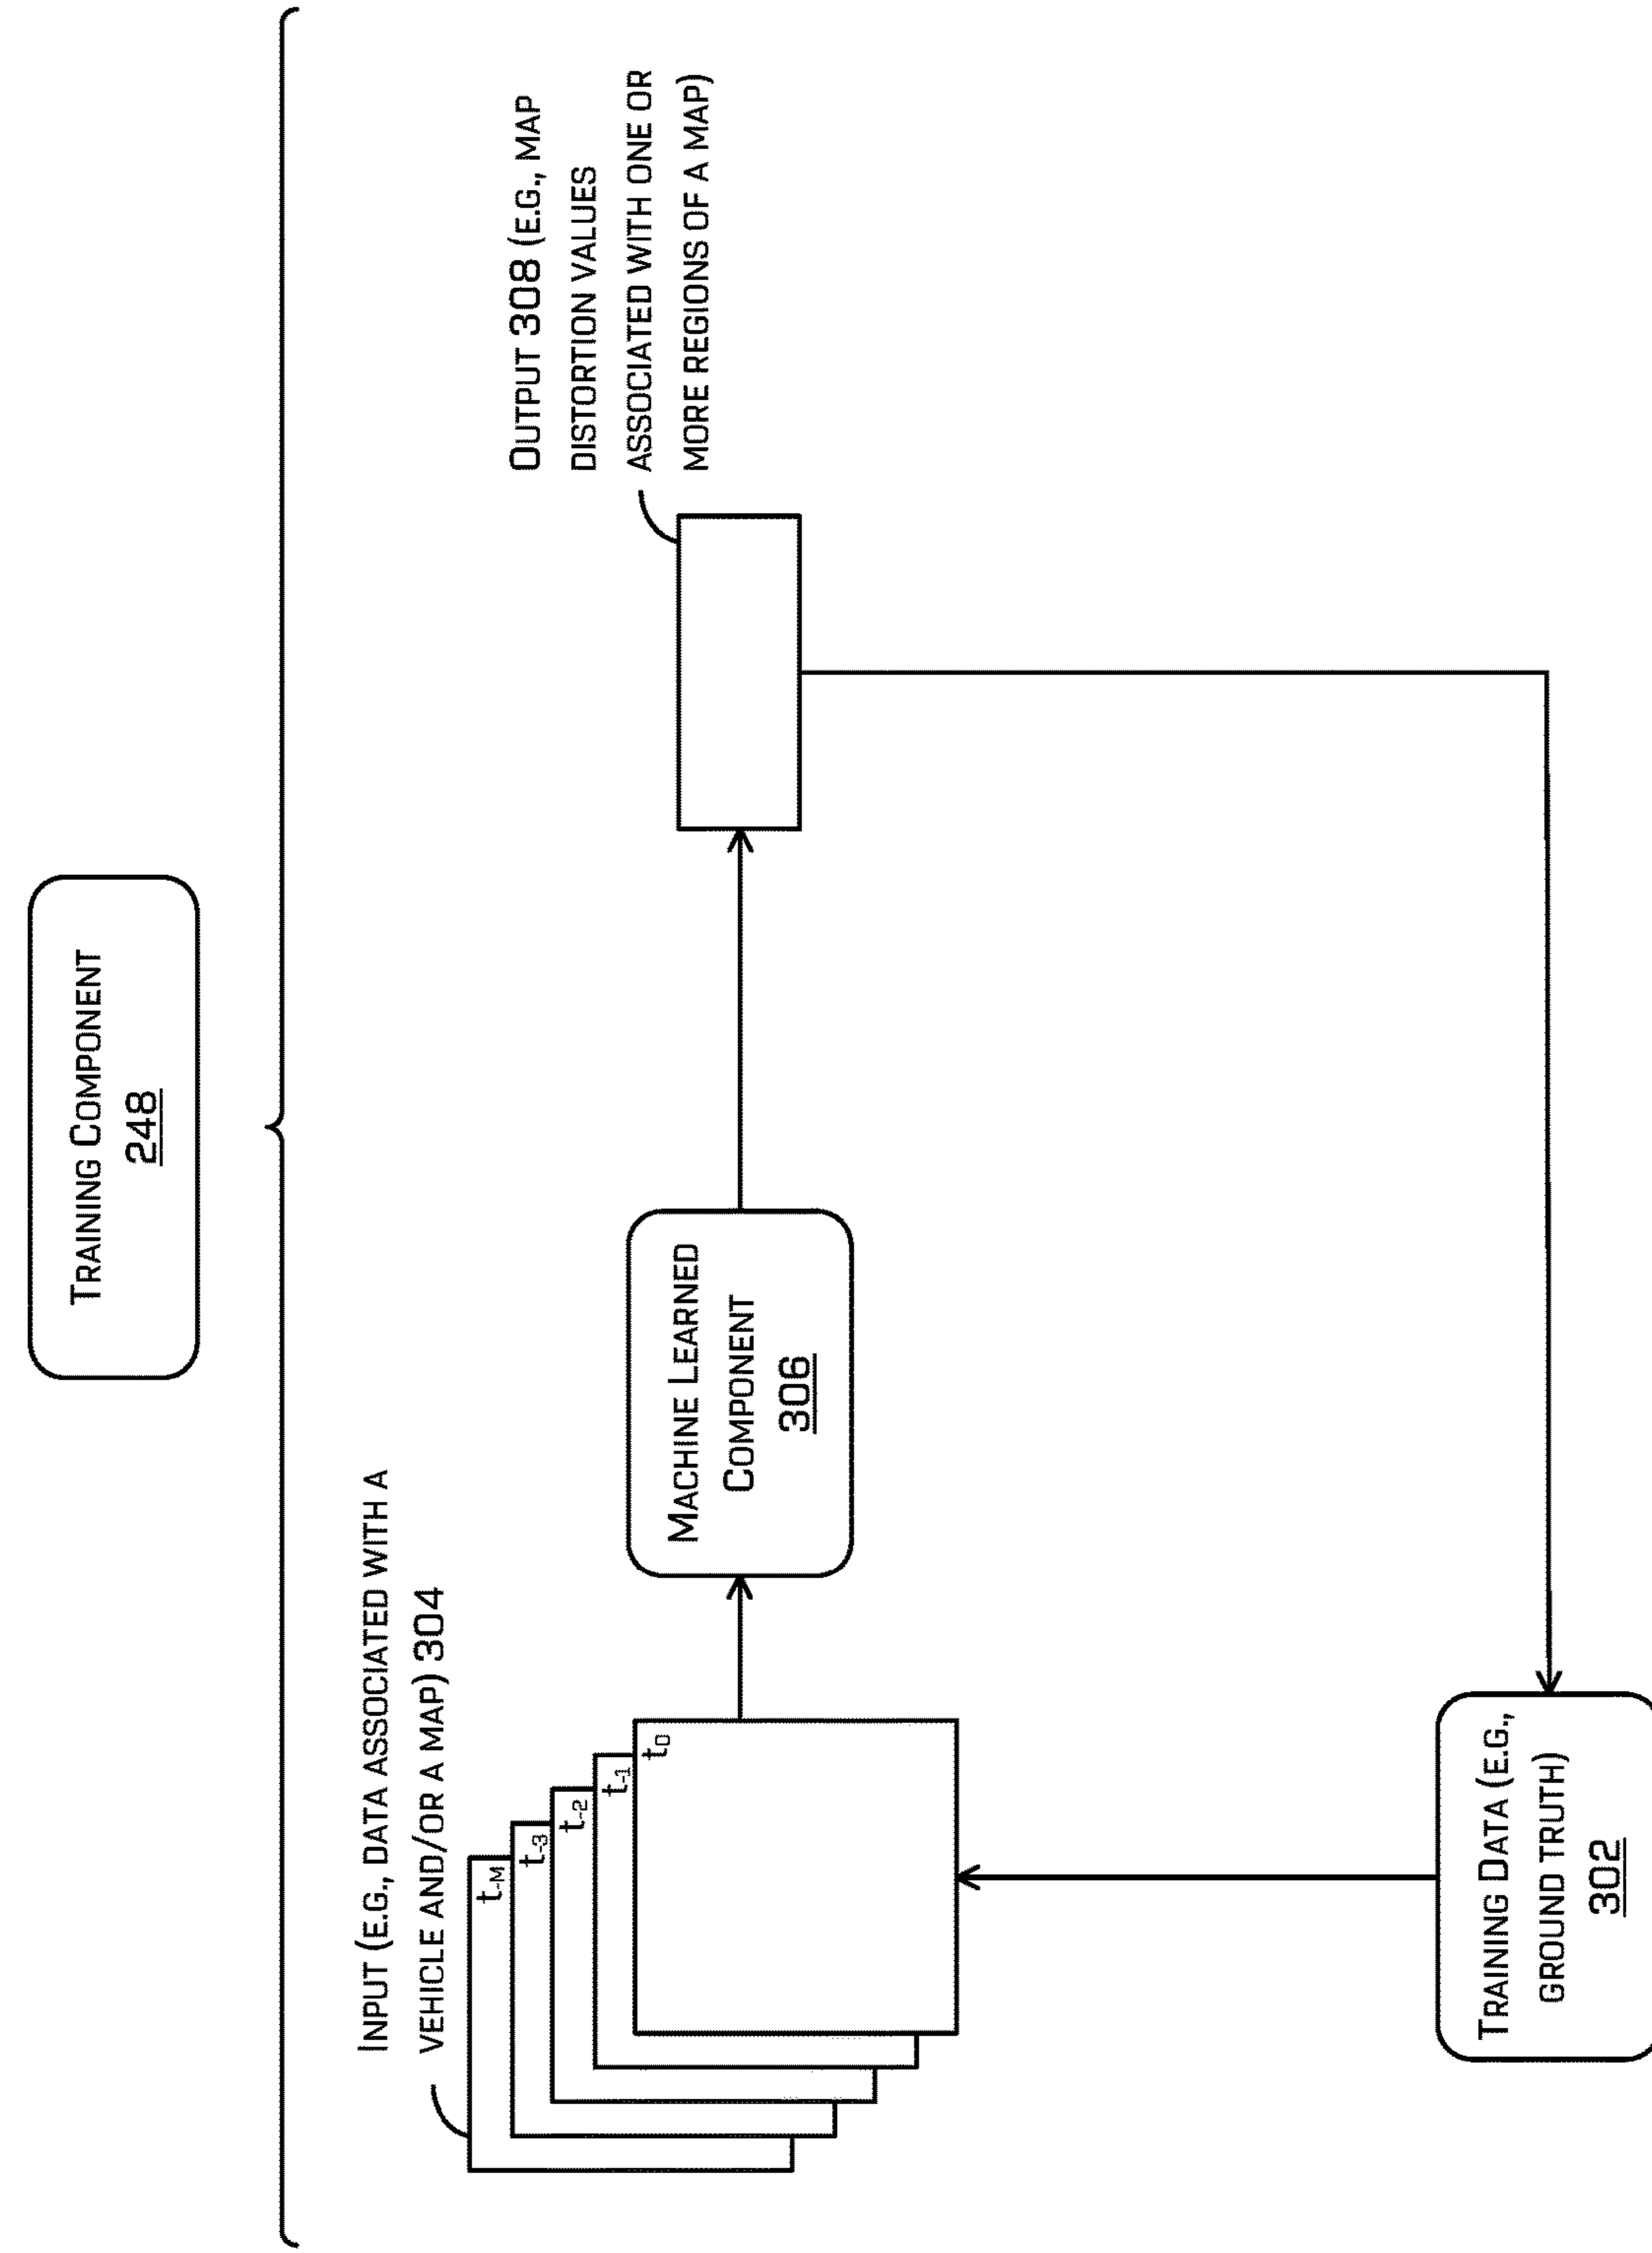 TRAINING COMPONENT
248
INPUT (E.G., DATA ASSOCIATED WITH A
VEHICLE AND/OR A MAP) 304
t-M
t-3
t-2
t-1
t0
MACHINE LEARNED
COMPONENT
306
OUTPUT 308 (E.G., MAP
DISTORTION VALUES
ASSOCIATED WITH ONE OR
MORE REGIONS OF A MAP)
TRAINING DATA (E.G.,
GROUND TRUTH)
302